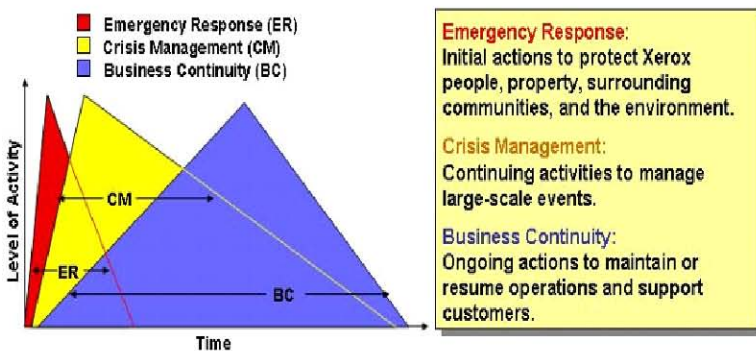 Emergency Response (ER)
Crisis Management (CM)
Business Continuity (BC)
Level of Activity
CM
ER
BC
Time
Emergency Response:
Initial actions to protect Xerox
people, property, surrounding
communities, and the environment.
Crisis Management:
Continuing activities to manage
large-scale events.
Business Continuity:
Ongoing actions to maintain or
resume operations and support
customers.